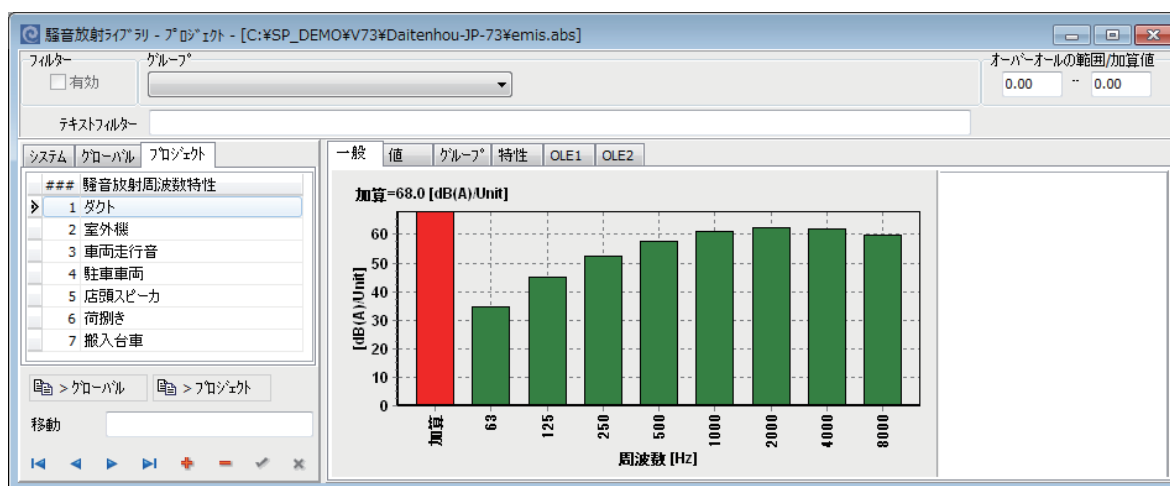 騒音放射ﾗｲﾌﾞﾗﾘ - ﾌﾟﾛｼﾞｪｸﾄ - [C:¥SP_DEMO¥V73¥Daitenhou-JP-73¥emis.abs]
ﾌｨﾙﾀｰ
有効
ｸﾞﾙｰﾌﾟ
ｵｰﾊﾞｰｵｰﾙの範囲/加算値
0.00 -- 0.00
ﾃｷｽﾄﾌｨﾙﾀｰ
ｼｽﾃﾑ ｸﾞﾛｰﾊﾞﾙ ﾌﾟﾛｼﾞｪｸﾄ
### 騒音放射周波数特性
1 ダクト
2 室外機
3 車両走行音
4 駐車車両
5 店頭スピーカ
6 荷捌き
7 搬入台車
> ｸﾞﾛｰﾊﾞﾙ > ﾌﾟﾛｼﾞｪｸﾄ
移動
一般 値 ｸﾞﾙｰﾌﾟ 特性 OLE1 OLE2
加算=68.0 [dB(A)/Unit]
[dB(A)/Unit]
60
50
40
30
20
10
0
加算 63 125 250 500 1000 2000 4000 8000
周波数 [Hz]